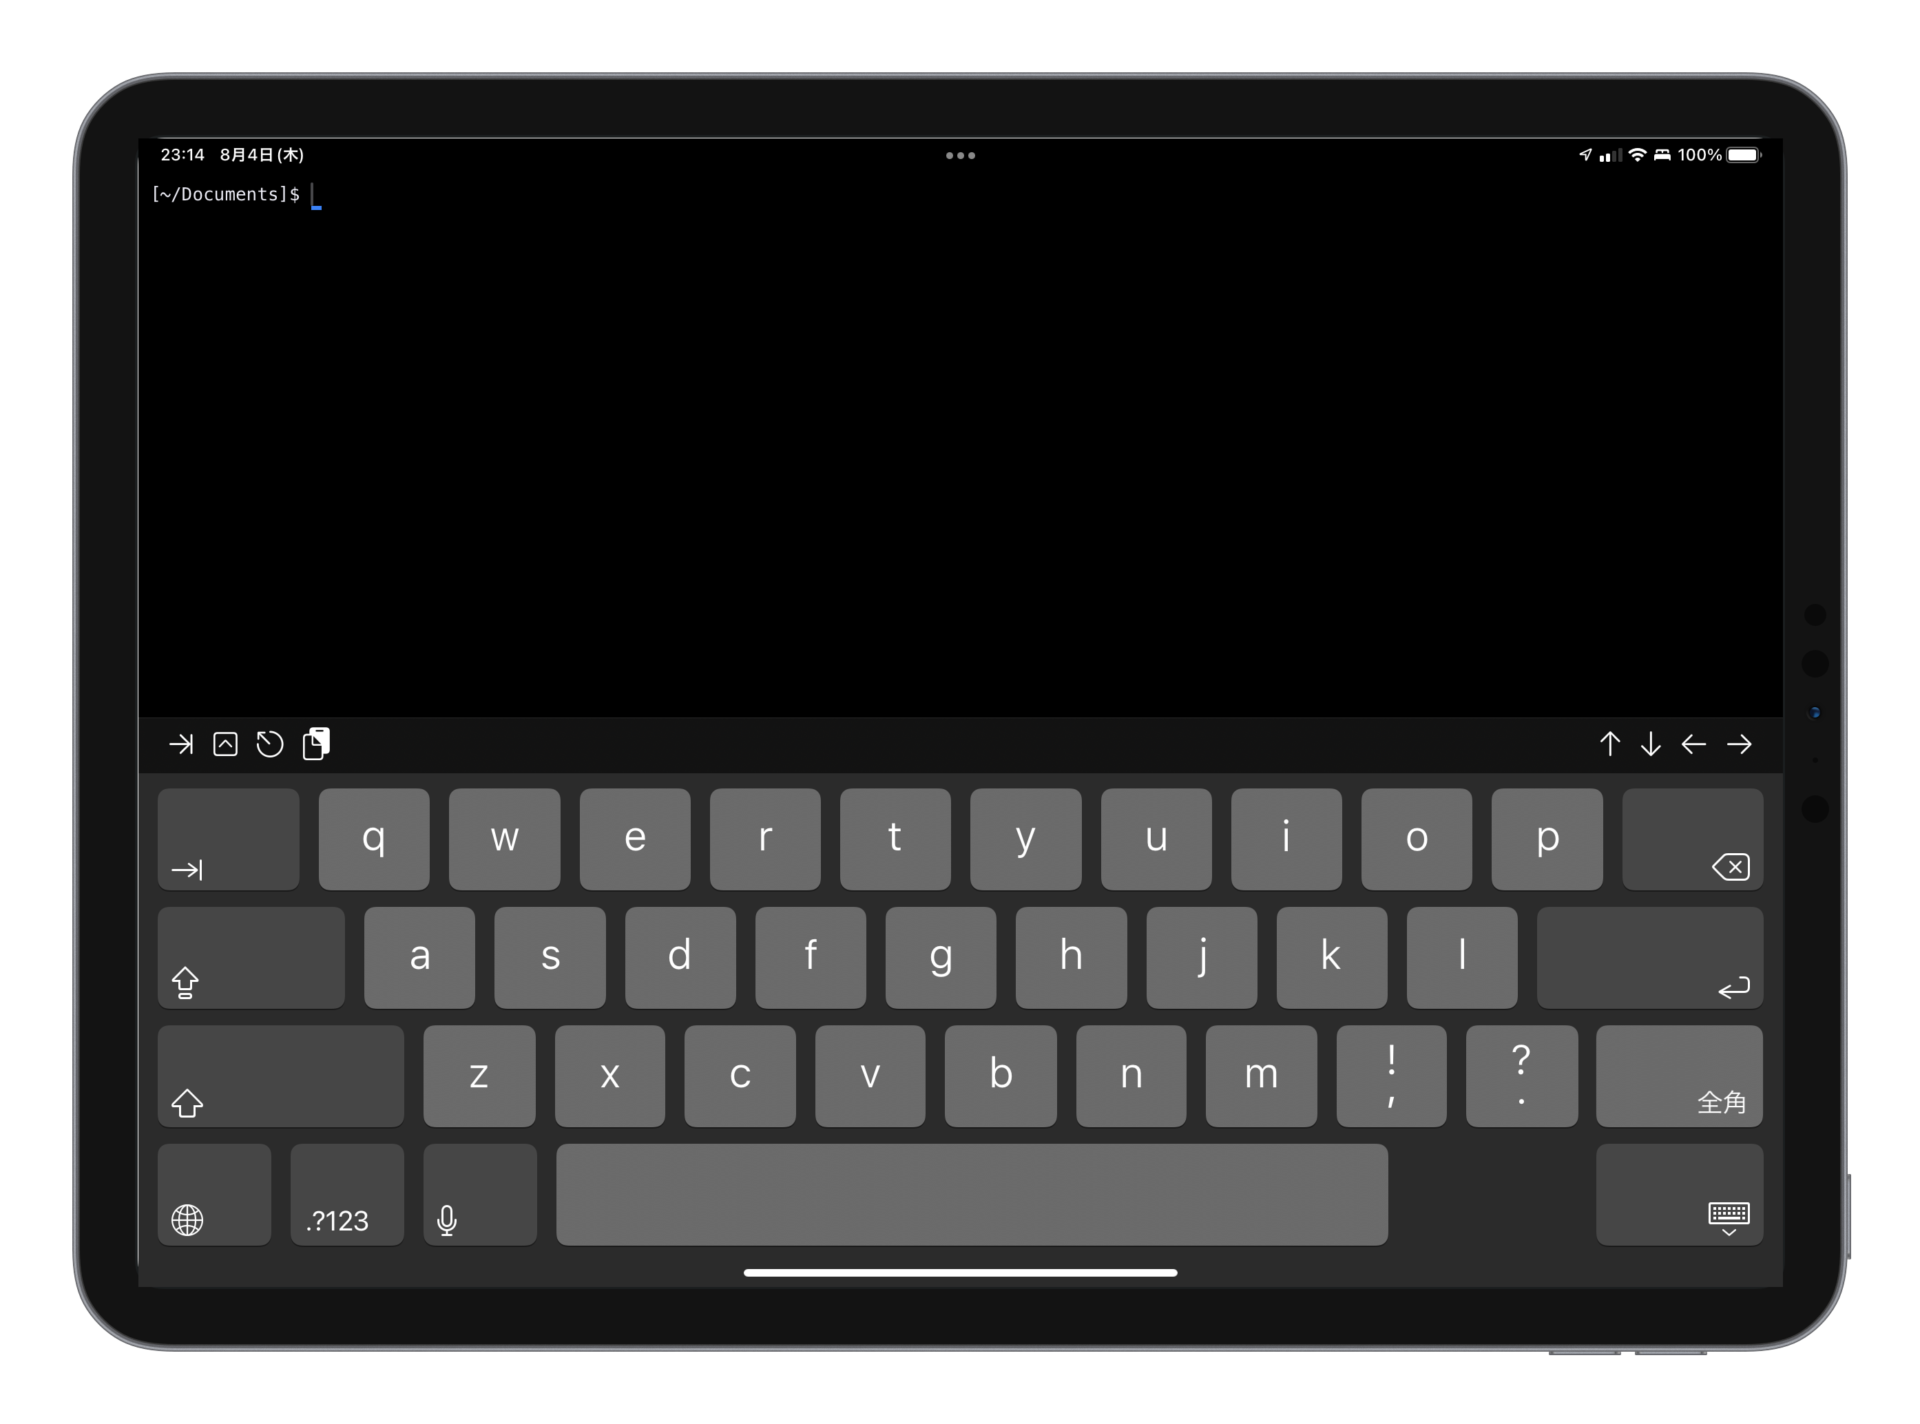 23:14 8月4日(木)
100%
[~/Documents]$
q w e r t y u i o p
a s d f g h j k l
z x c v b n m ! , ? . 全角
.?123